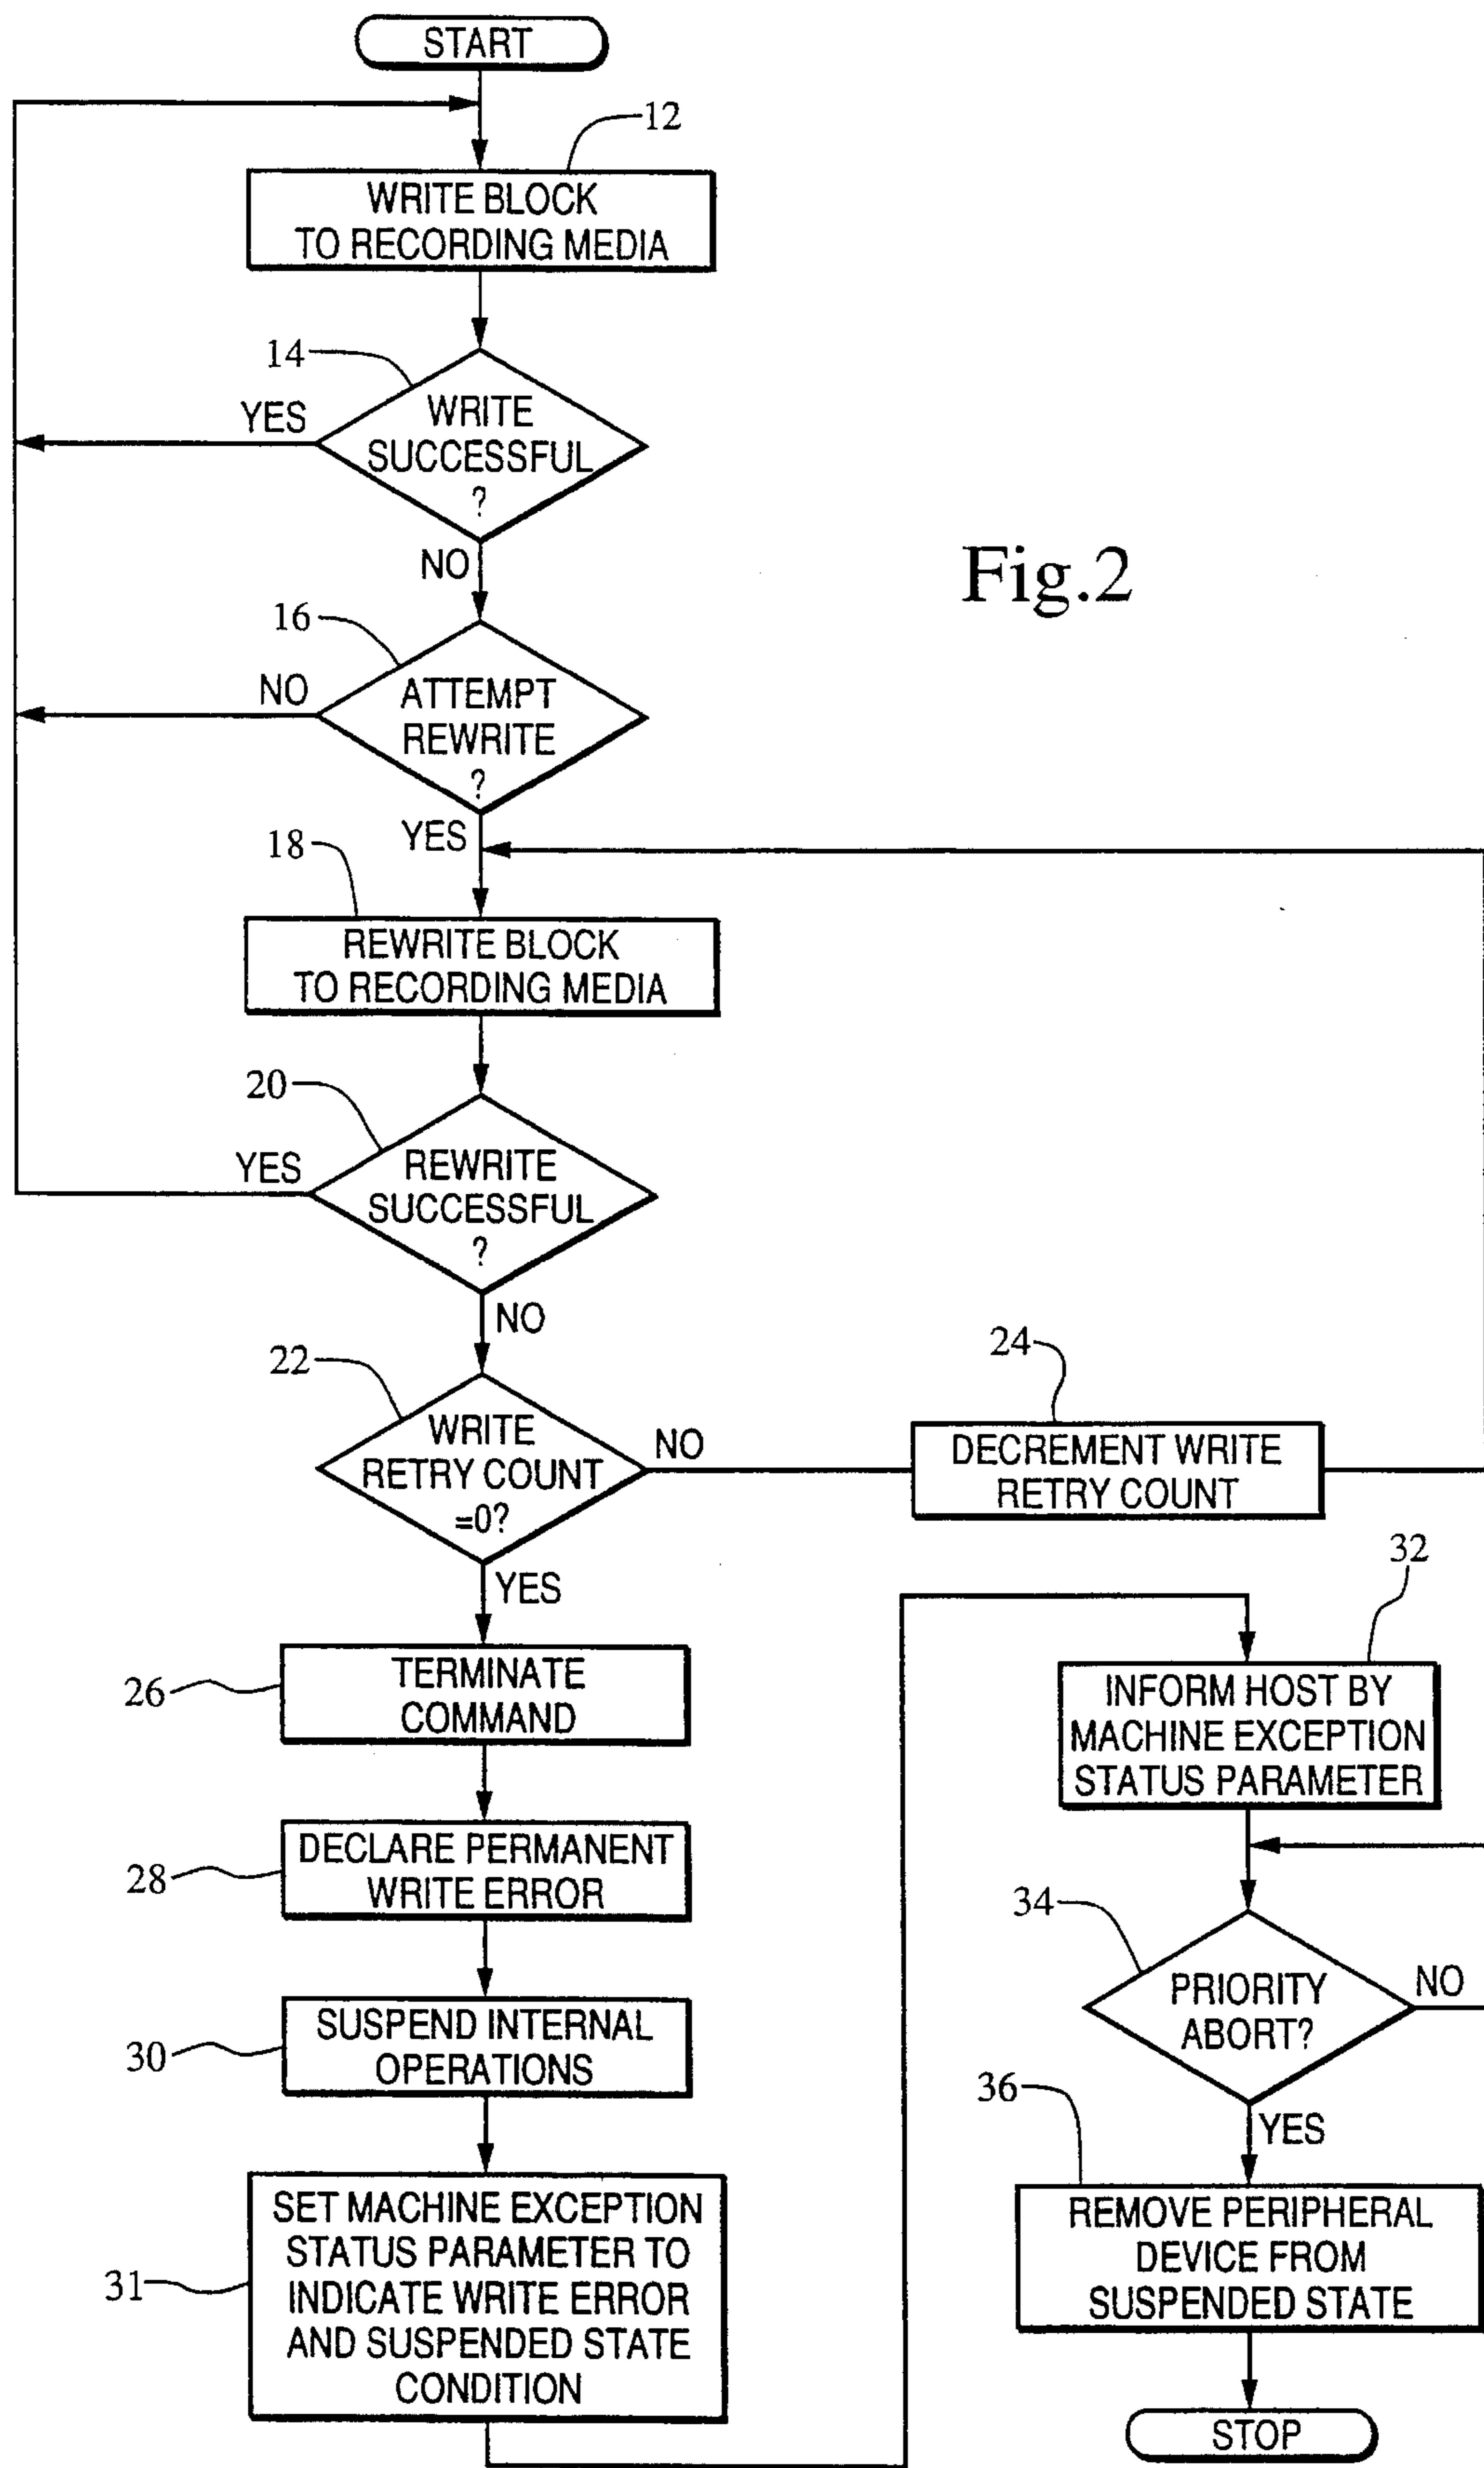 START
12
WRITE BLOCK
TO RECORDING MEDIA
14
YES
WRITE
SUCCESSFUL
?
NO
Fig.2
16
NO
ATTEMPT
REWRITE
?
YES
18
REWRITE BLOCK
TO RECORDING MEDIA
20
YES
REWRITE
SUCCESSFUL
?
NO
22
WRITE
RETRY COUNT
=0?
NO
24
DECREMENT WRITE
RETRY COUNT
YES
26
TERMINATE
COMMAND
28
DECLARE PERMANENT
WRITE ERROR
30
SUSPEND INTERNAL
OPERATIONS
31
SET MACHINE EXCEPTION
STATUS PARAMETER TO
INDICATE WRITE ERROR
AND SUSPENDED STATE
CONDITION
32
INFORM HOST BY
MACHINE EXCEPTION
STATUS PARAMETER
34
PRIORITY
ABORT?
NO
YES
36
REMOVE PERIPHERAL
DEVICE FROM
SUSPENDED STATE
STOP